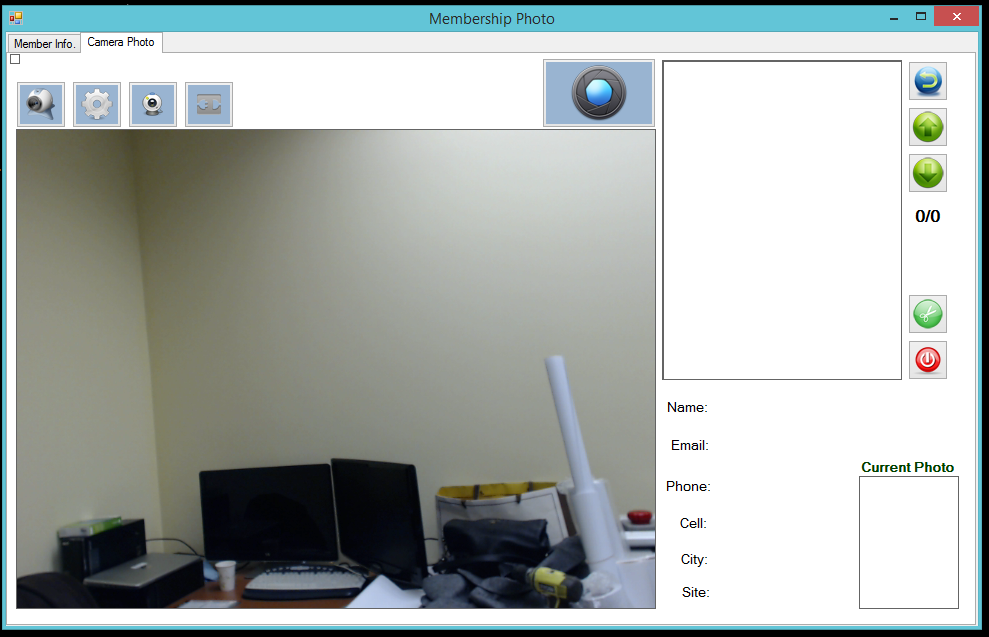 Membership Photo
Member Info.
Camera Photo
0/0
Name:
Email:
Current Photo
Phone:
Cell:
City:
Site: